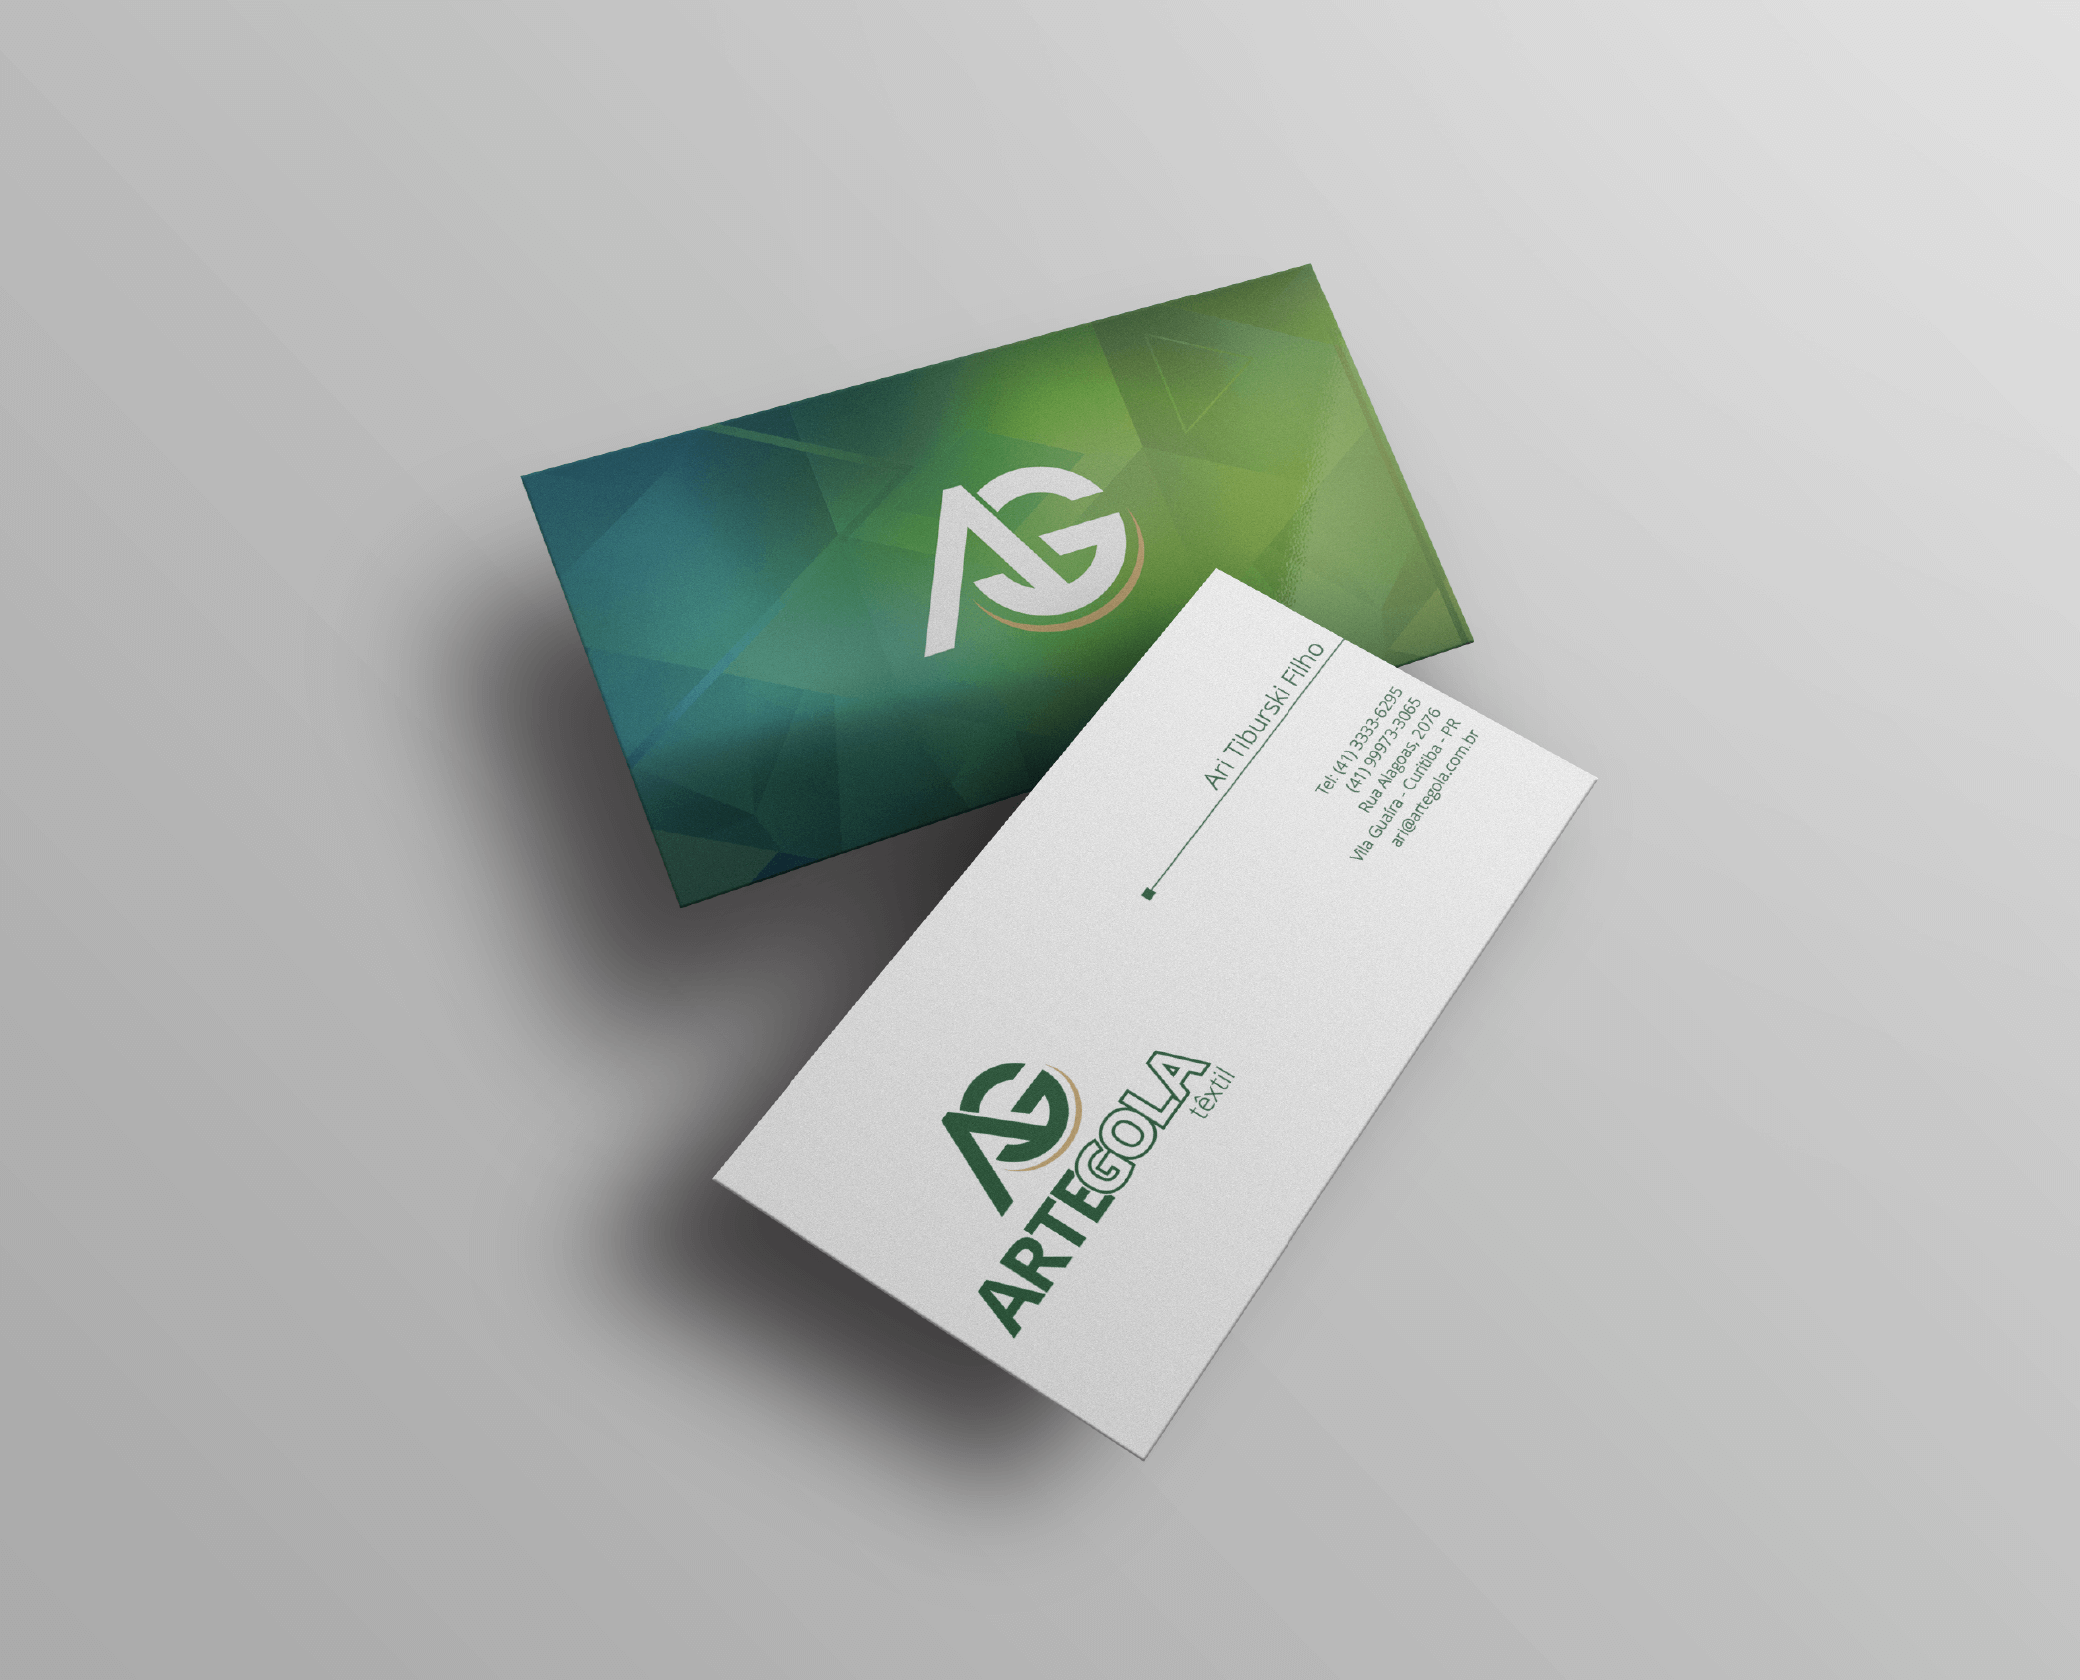 AG
Ari Tiburski Filho
Tel: (41) 3333-6295
(41) 99973-3065
Rua Alagoas, 2076
Vila Guaíra - Curitiba - PR
ari@artegola.com.br
AG
ARTEGOLA
têxtil